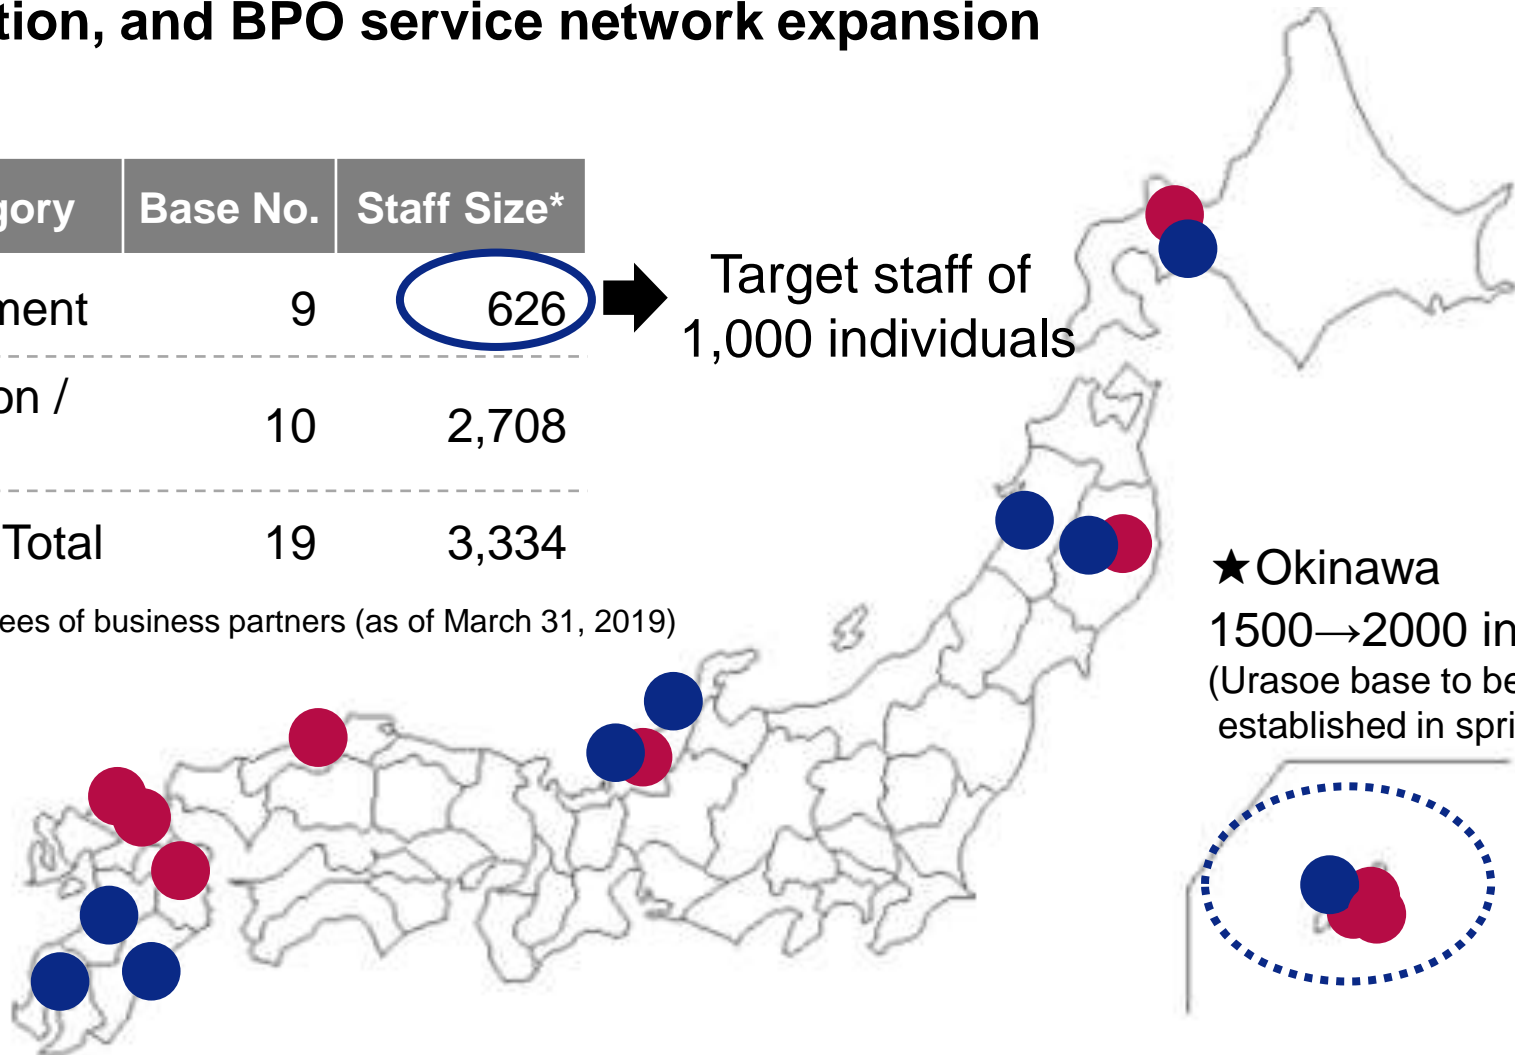 tion, and BPO service network expansion
gory Base No. Staff Size*
ment 9 626
Target staff of
1,000 individuals
on /
10 2,708
Total 19 3,334
ees of business partners (as of March 31, 2019)
★Okinawa
1500→2000 in
(Urasoe base to be
established in spri